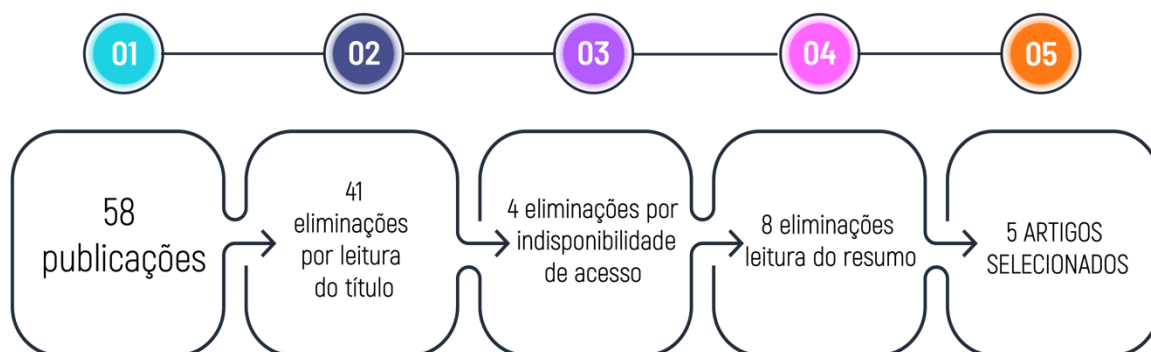 01
02
03
04
05
58
publicações
41
eliminações
por leitura
do título
4 eliminações por
indisponibilidade
de acesso
8 eliminações
leitura do resumo
5 ARTIGOS
SELECIONADOS